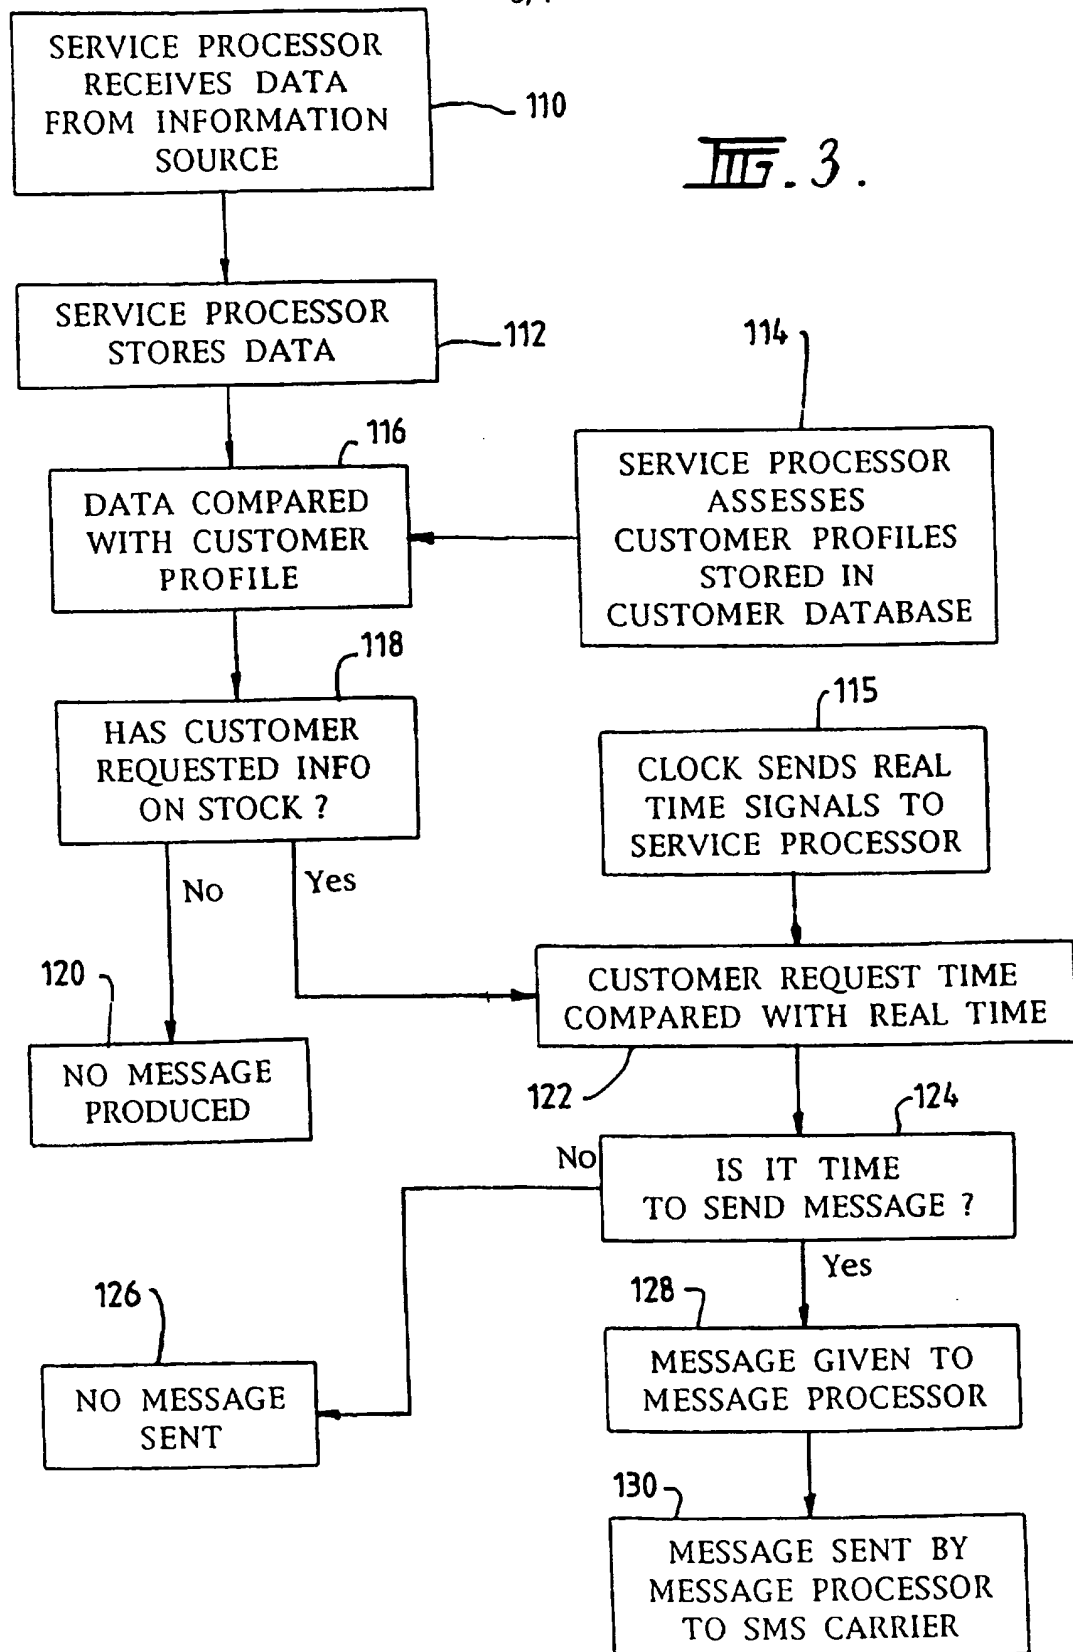 SERVICE PROCESSOR
RECEIVES DATA
FROM INFORMATION
SOURCE
110
FIG. 3.
SERVICE PROCESSOR
STORES DATA
112
114
116
DATA COMPARED
WITH CUSTOMER
PROFILE
SERVICE PROCESSOR
ASSESSES
CUSTOMER PROFILES
STORED IN
CUSTOMER DATABASE
118
HAS CUSTOMER
REQUESTED INFO
ON STOCK ?
115
CLOCK SENDS REAL
TIME SIGNALS TO
SERVICE PROCESSOR
No
Yes
120
NO MESSAGE
PRODUCED
CUSTOMER REQUEST TIME
COMPARED WITH REAL TIME
122
124
No
IS IT TIME
TO SEND MESSAGE ?
Yes
126
NO MESSAGE
SENT
128
MESSAGE GIVEN TO
MESSAGE PROCESSOR
130
MESSAGE SENT BY
MESSAGE PROCESSOR
TO SMS CARRIER